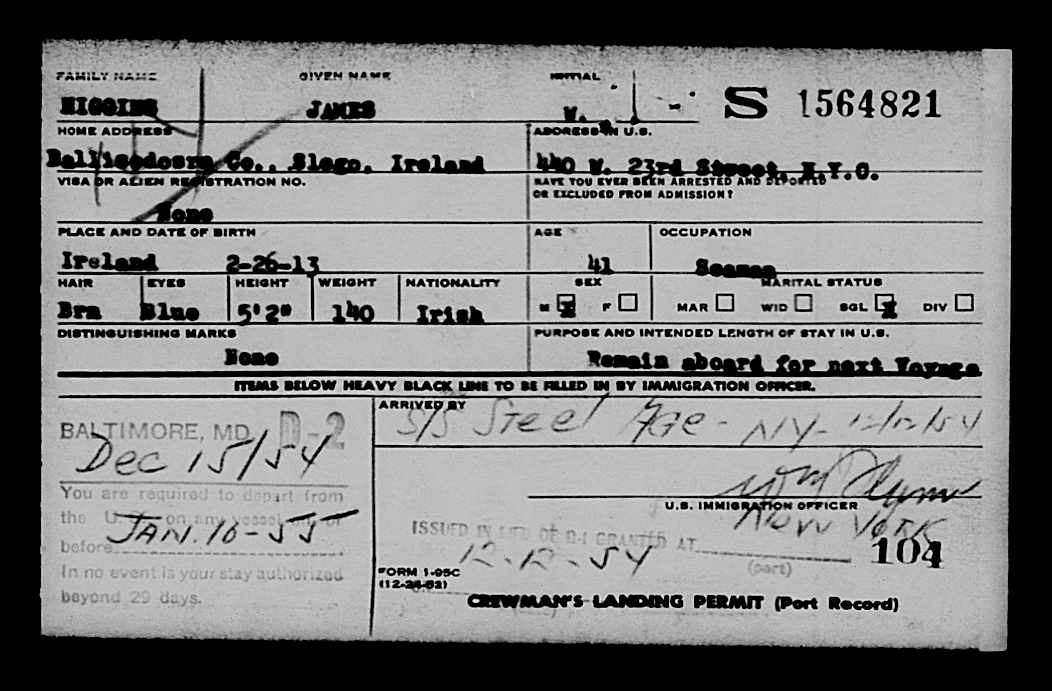 FAMILY NAME GIVEN NAME INITIAL
HIGGINS JAMES W. S 1564821
HOME ADDRESS ADDRESS IN U.S.
Co., Slego, Ireland 440 W. 23rd Street, N.Y.C.
VISA OR ALIEN REGISTRATION NO. HAVE YOU EVER BEEN ARRESTED AND DEPORTED
OR EXCLUDED FROM ADMISSION?
None
PLACE AND DATE OF BIRTH AGE OCCUPATION
Ireland 2-26-13 41 Seaman
HAIR EYES HEIGHT WEIGHT NATIONALITY SEX MARITAL STATUS
Brn Blue 5'2" 140 Irish M X F MAR WID SGL X DIV
DISTINGUISHING MARKS PURPOSE AND INTENDED LENGTH OF STAY IN U.S.
None Remain aboard for next Voyage
ITEMS BELOW HEAVY BLACK LINE TO BE FILLED IN BY IMMIGRATION OFFICER.
ARRIVED BY
S/S Steel Age - NY - 12/12/54
BALTIMORE, MD. D-2
Dec 15/54
You are required to depart from
the U.S. on any vessel on or
before JAN. 10-55
In no event is your stay authorized
beyond 29 days.
Wm Flynn
U.S. IMMIGRATION OFFICER
New York
ISSUED IN LIEU OF D-1 GRANTED AT
12-12-54 (port) 104
FORM I-95C
(12-24-52)
CREWMAN'S LANDING PERMIT (Port Record)